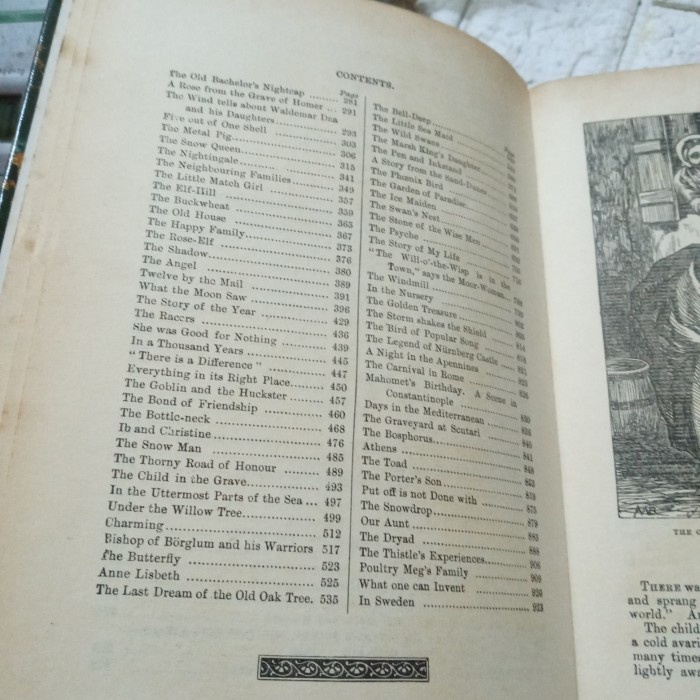 CONTENTS.
Page
The Old Bachelor's Nightcap ........ 281
A Rose from the Grave of Homer ... 291
The Wind tells about Waldemar Daa
and his Daughters............... 293
Five out of One Shell ............... 303
The Metal Pig........................ 306
The Snow Queen..................... 315
The Nightingale...................... 341
The Neighbouring Families......... 349
The Little Match Girl ............... 357
The Elf-Hill ........................ 359
The Buckwheat ..................... 365
The Old House ..................... 367
The Happy Family.................. 373
The Rose-Elf ........................ 376
The Shadow........................... 380
The Angel ........................... 389
Twelve by the Mail .................. 391
What the Moon Saw ............... 396
The Story of the Year ............... 429
The Racers ........................... 436
She was Good for Nothing ......... 439
In a Thousand Years ............... 445
"There is a Difference" ............ 447
Everything in its Right Place...... 450
The Goblin and the Huckster...... 457
The Bond of Friendship ............ 460
The Bottle-neck ..................... 468
Ib and Christine..................... 476
The Snow Man ..................... 485
The Thorny Road of Honour ...... 489
The Child in the Grave............... 493
In the Uttermost Parts of the Sea ... 497
Under the Willow Tree............... 499
Charming.............................. 512
Bishop of Börglum and his Warriors 517
The Butterfly ........................ 523
Anne Lisbeth ........................ 525
The Last Dream of the Old Oak Tree. 535
Page
The Bell-Deep
The Little Sea Maid
The Wild Swans
The Marsh King's Daughter
The Pen and Inkstand
A Story from the Sand-Dunes
The Phœnix Bird
The Garden of Paradise
The Ice Maiden
The Swan's Nest
The Stone of the Wise Men
The Psyche
The Story of My Life
"The Will-o'-the-Wisp is in the
Town," says the Moor-Woman
The Windmill
In the Nursery
The Golden Treasure
The Storm shakes the Shield
The Bird of Popular Song
The Legend of Nürnberg Castle
A Night in the Apennines
The Carnival in Rome
Mahomet's Birthday. A Scene in
Constantinople
Days in the Mediterranean
The Graveyard at Scutari
The Bosphorus
Athens
The Toad
The Porter's Son
Put off is not Done with
The Snowdrop
Our Aunt
The Dryad
The Thistle's Experiences............ 906
Poultry Meg's Family ............ 909
What one can Invent ............ 920
In Sweden ........................ 923
THE C
THERE wa
and sprang
world." A
The child
a cold avari
many times
lightly awa